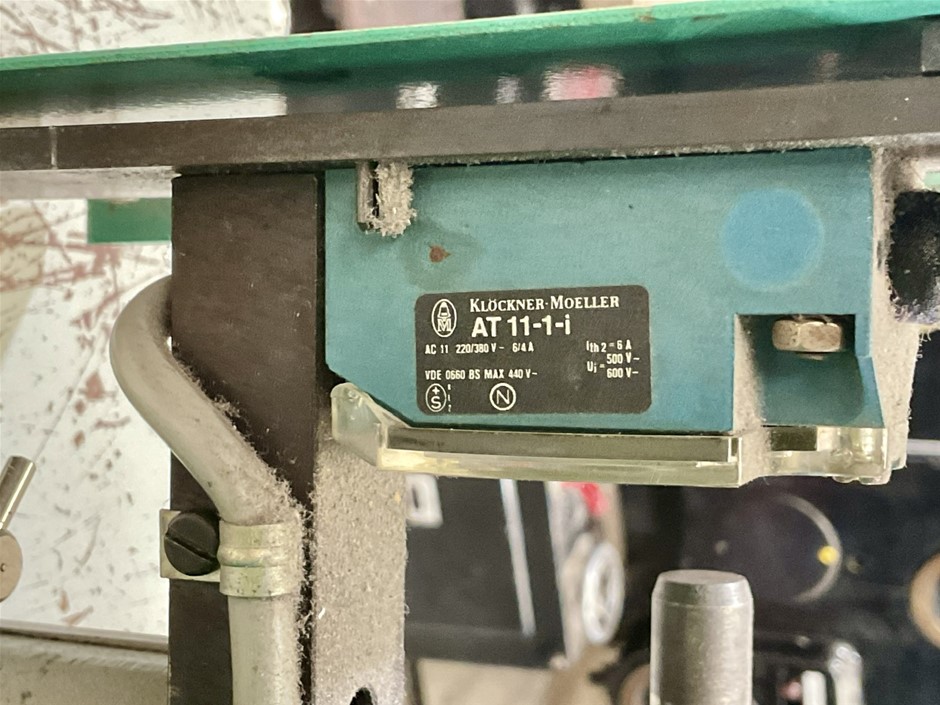 KLÖCKNER-MOELLER
AT 11-1-i
AC 11 220/380 V~ 6/4 A
Ith 2 = 6 A
500 V~
Ui = 600 V~
VDE 0660 BS MAX 440 V~
+S
N